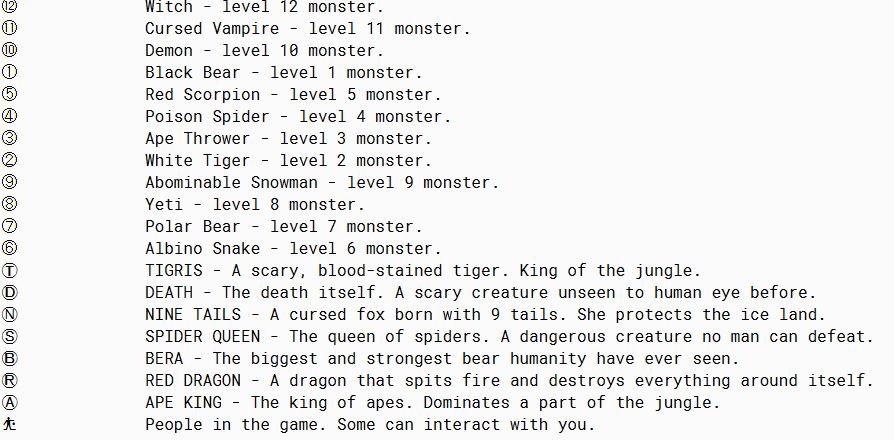 ⑫ Witch - level 12 monster.
⑪ Cursed Vampire - level 11 monster.
⑩ Demon - level 10 monster.
① Black Bear - level 1 monster.
⑤ Red Scorpion - level 5 monster.
④ Poison Spider - level 4 monster.
③ Ape Thrower - level 3 monster.
② White Tiger - level 2 monster.
⑨ Abominable Snowman - level 9 monster.
⑧ Yeti - level 8 monster.
⑦ Polar Bear - level 7 monster.
⑥ Albino Snake - level 6 monster.
Ⓣ TIGRIS - A scary, blood-stained tiger. King of the jungle.
Ⓓ DEATH - The death itself. A scary creature unseen to human eye before.
Ⓝ NINE TAILS - A cursed fox born with 9 tails. She protects the ice land.
Ⓢ SPIDER QUEEN - The queen of spiders. A dangerous creature no man can defeat.
Ⓑ BERA - The biggest and strongest bear humanity have ever seen.
Ⓡ RED DRAGON - A dragon that spits fire and destroys everything around itself.
Ⓐ APE KING - The king of apes. Dominates a part of the jungle.
People in the game. Some can interact with you.